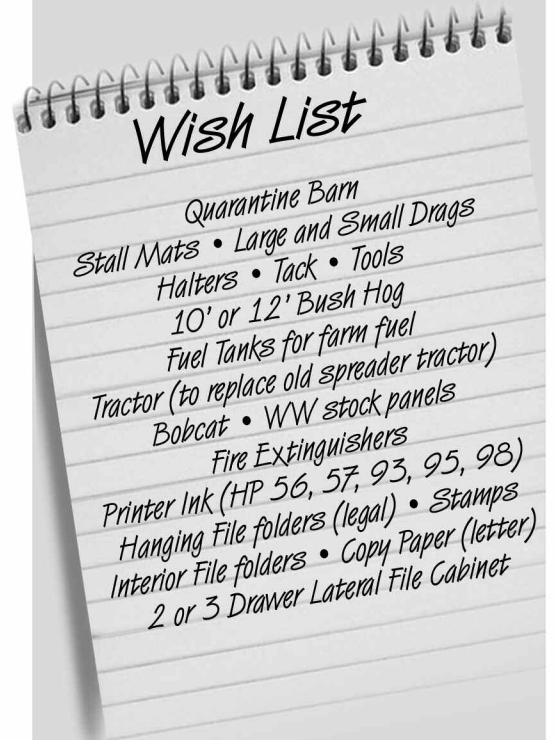 Wish List
Quarantine Barn
Stall Mats • Large and Small Drags
Halters • Tack • Tools
10' or 12' Bush Hog
Fuel Tanks for farm fuel
Tractor (to replace old spreader tractor)
Bobcat • WW stock panels
Fire Extinguishers
Printer Ink (HP 56, 57, 93, 95, 98)
Hanging File folders (legal) • Stamps
Interior File folders • Copy Paper (letter)
2 or 3 Drawer Lateral File Cabinet